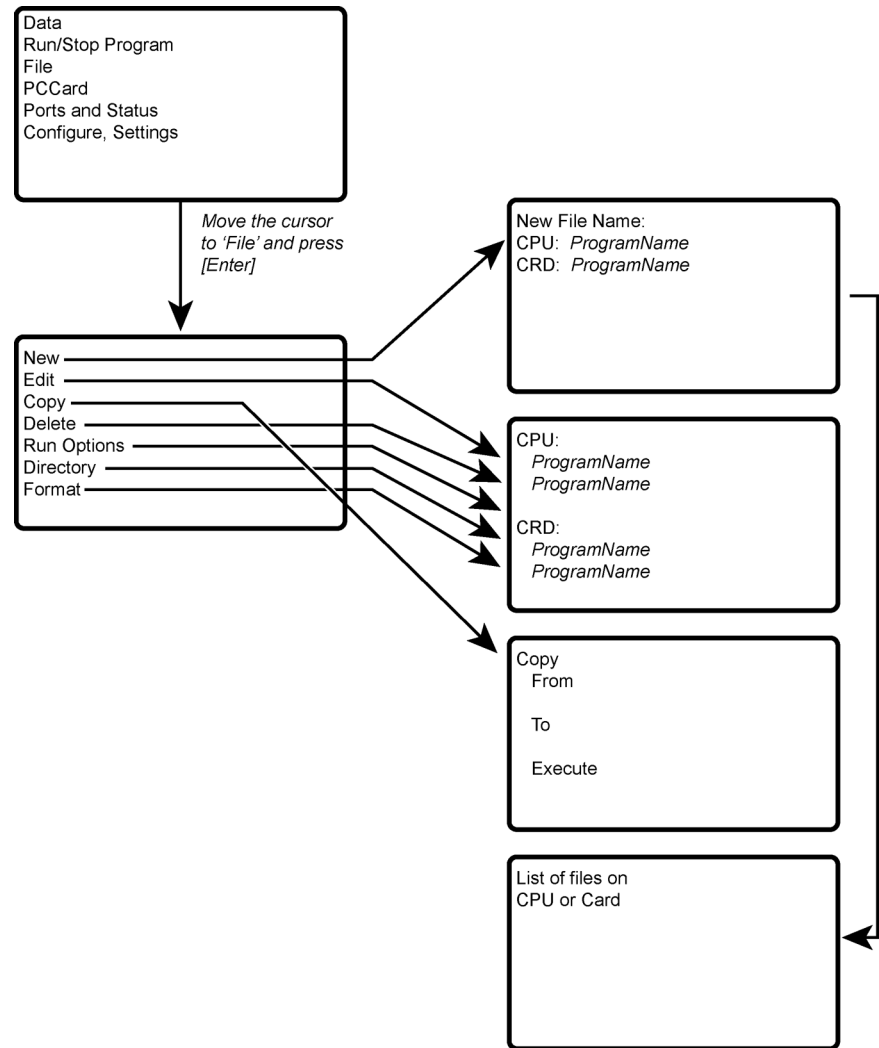 Data
Run/Stop Program
File
PCCard
Ports and Status
Configure, Settings
Move the cursor
to ‘File’ and press
[Enter]
New
Edit
Copy
Delete
Run Options
Directory
Format
New File Name:
CPU: ProgramName
CRD: ProgramName
CPU:
ProgramName
ProgramName
CRD:
ProgramName
ProgramName
Copy
From
To
Execute
List of files on
CPU or Card